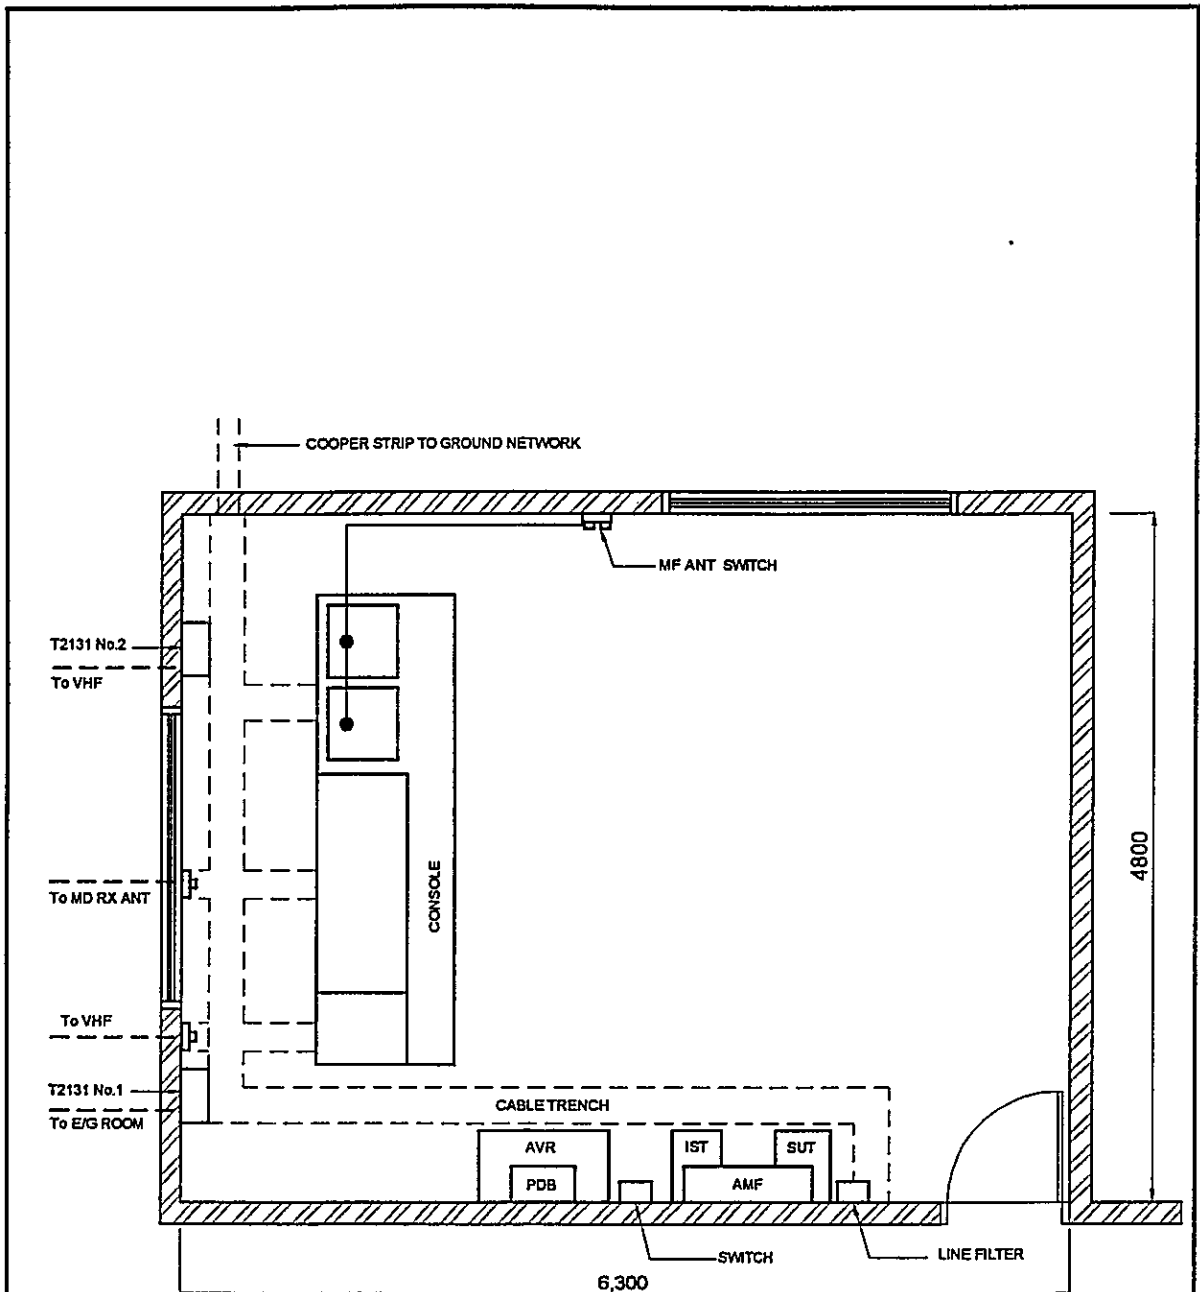 COOPER STRIP TO GROUND NETWORK
MF ANT SWITCH
T2131 No.2
To VHF
4800
CONSOLE
To MD RX ANT
To VHF
T2131 No.1
To E/G ROOM
CABLE TRENCH
AVR
IST
SUT
PDB
AMF
SWITCH
LINE FILTER
6,300